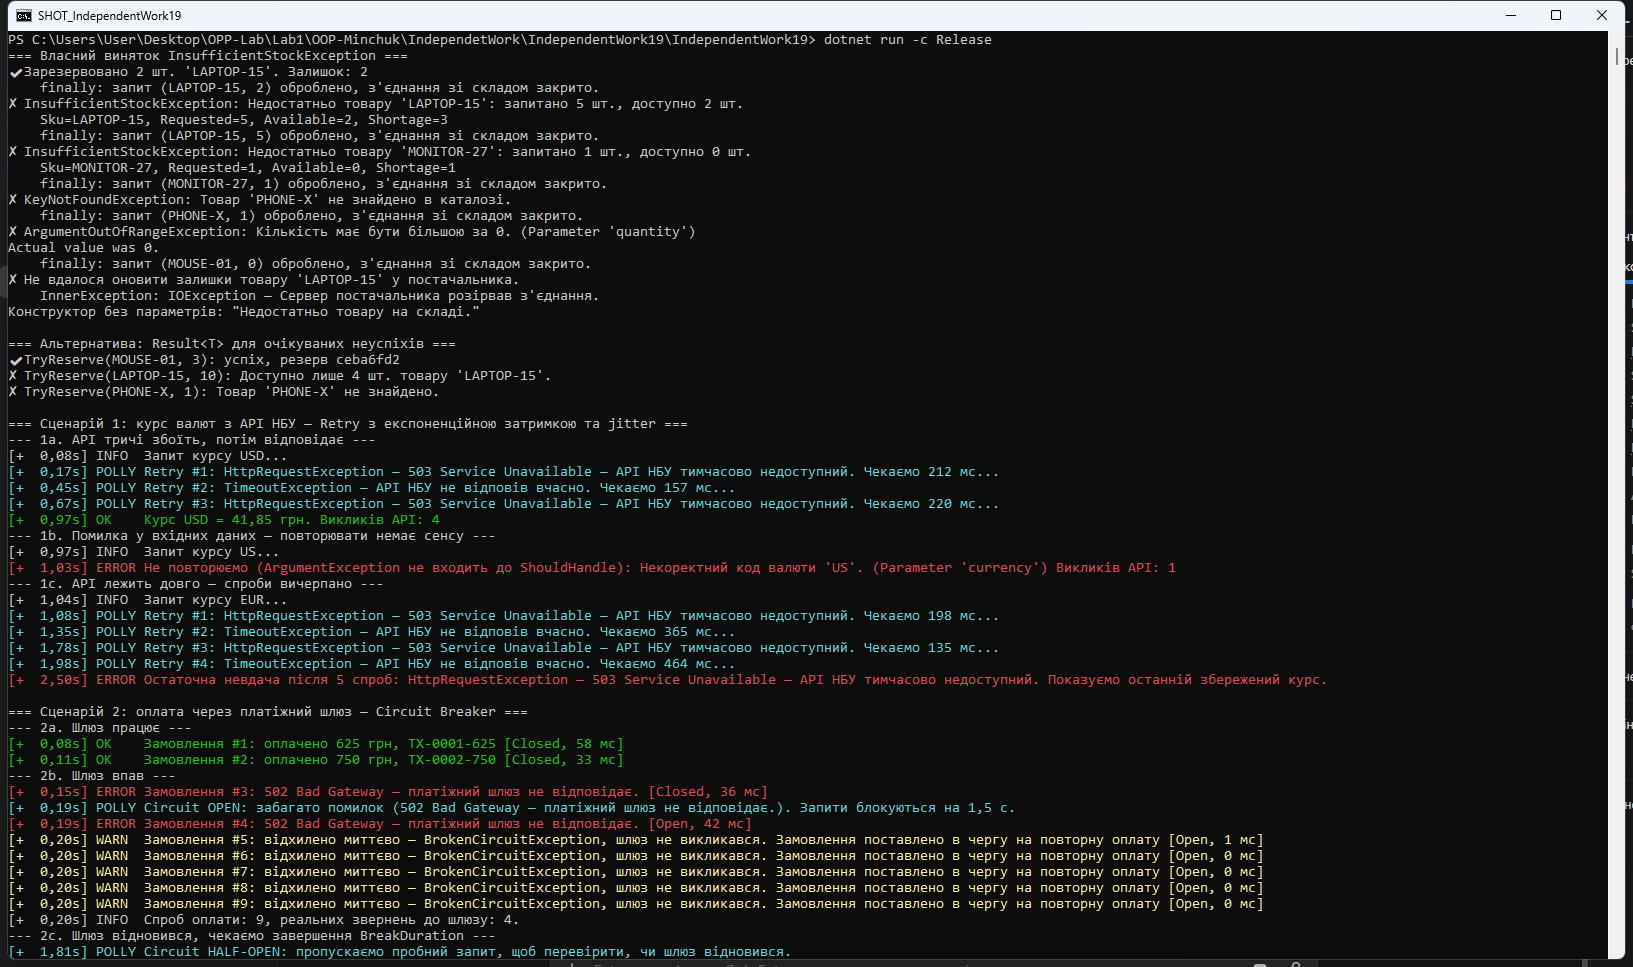 SHOT_IndependentWork19
PS C:\Users\User\Desktop\OPP-Lab\Lab1\OOP-Minchuk\IndependetWork\IndependentWork19\IndependentWork19> dotnet run -c Release
=== Власний виняток InsufficientStockException ===
✔Зарезервовано 2 шт. 'LAPTOP-15'. Залишок: 2
    finally: запит (LAPTOP-15, 2) оброблено, з'єднання зі складом закрито.
✗ InsufficientStockException: Недостатньо товару 'LAPTOP-15': запитано 5 шт., доступно 2 шт.
    Sku=LAPTOP-15, Requested=5, Available=2, Shortage=3
    finally: запит (LAPTOP-15, 5) оброблено, з'єднання зі складом закрито.
✗ InsufficientStockException: Недостатньо товару 'MONITOR-27': запитано 1 шт., доступно 0 шт.
    Sku=MONITOR-27, Requested=1, Available=0, Shortage=1
    finally: запит (MONITOR-27, 1) оброблено, з'єднання зі складом закрито.
✗ KeyNotFoundException: Товар 'PHONE-X' не знайдено в каталозі.
    finally: запит (PHONE-X, 1) оброблено, з'єднання зі складом закрито.
✗ ArgumentOutOfRangeException: Кількість має бути більшою за 0. (Parameter 'quantity')
Actual value was 0.
    finally: запит (MOUSE-01, 0) оброблено, з'єднання зі складом закрито.
✗ Не вдалося оновити залишки товару 'LAPTOP-15' у постачальника.
    InnerException: IOException — Сервер постачальника розірвав з'єднання.
Конструктор без параметрів: "Недостатньо товару на складі."
=== Альтернатива: Result<T> для очікуваних неуспіхів ===
✔TryReserve(MOUSE-01, 3): успіх, резерв ceba6fd2
✗ TryReserve(LAPTOP-15, 10): Доступно лише 4 шт. товару 'LAPTOP-15'.
✗ TryReserve(PHONE-X, 1): Товар 'PHONE-X' не знайдено.
=== Сценарій 1: курс валют з API НБУ — Retry з експоненційною затримкою та jitter ===
--- 1a. API тричі збоїть, потім відповідає ---
[+  0,08s] INFO  Запит курсу USD...
[+  0,17s] POLLY Retry #1: HttpRequestException — 503 Service Unavailable — API НБУ тимчасово недоступний. Чекаємо 212 мс...
[+  0,45s] POLLY Retry #2: TimeoutException — API НБУ не відповів вчасно. Чекаємо 157 мс...
[+  0,67s] POLLY Retry #3: HttpRequestException — 503 Service Unavailable — API НБУ тимчасово недоступний. Чекаємо 220 мс...
[+  0,97s] OK    Курс USD = 41,85 грн. Викликів API: 4
--- 1b. Помилка у вхідних даних — повторювати немає сенсу ---
[+  0,97s] INFO  Запит курсу US...
[+  1,03s] ERROR Не повторюємо (ArgumentException не входить до ShouldHandle): Некоректний код валюти 'US'. (Parameter 'currency') Викликів API: 1
--- 1c. API лежить довго — спроби вичерпано ---
[+  1,04s] INFO  Запит курсу EUR...
[+  1,08s] POLLY Retry #1: HttpRequestException — 503 Service Unavailable — API НБУ тимчасово недоступний. Чекаємо 198 мс...
[+  1,35s] POLLY Retry #2: TimeoutException — API НБУ не відповів вчасно. Чекаємо 365 мс...
[+  1,78s] POLLY Retry #3: HttpRequestException — 503 Service Unavailable — API НБУ тимчасово недоступний. Чекаємо 135 мс...
[+  1,98s] POLLY Retry #4: TimeoutException — API НБУ не відповів вчасно. Чекаємо 464 мс...
[+  2,50s] ERROR Остаточна невдача після 5 спроб: HttpRequestException — 503 Service Unavailable — API НБУ тимчасово недоступний. Показуємо останній збережений курс.
=== Сценарій 2: оплата через платіжний шлюз — Circuit Breaker ===
--- 2a. Шлюз працює ---
[+  0,08s] OK    Замовлення #1: оплачено 625 грн, TX-0001-625 [Closed, 58 мс]
[+  0,11s] OK    Замовлення #2: оплачено 750 грн, TX-0002-750 [Closed, 33 мс]
--- 2b. Шлюз впав ---
[+  0,15s] ERROR Замовлення #3: 502 Bad Gateway — платіжний шлюз не відповідає. [Closed, 36 мс]
[+  0,19s] POLLY Circuit OPEN: забагато помилок (502 Bad Gateway — платіжний шлюз не відповідає.). Запити блокуються на 1,5 с.
[+  0,19s] ERROR Замовлення #4: 502 Bad Gateway — платіжний шлюз не відповідає. [Open, 42 мс]
[+  0,20s] WARN  Замовлення #5: відхилено миттєво — BrokenCircuitException, шлюз не викликався. Замовлення поставлено в чергу на повторну оплату [Open, 1 мс]
[+  0,20s] WARN  Замовлення #6: відхилено миттєво — BrokenCircuitException, шлюз не викликався. Замовлення поставлено в чергу на повторну оплату [Open, 0 мс]
[+  0,20s] WARN  Замовлення #7: відхилено миттєво — BrokenCircuitException, шлюз не викликався. Замовлення поставлено в чергу на повторну оплату [Open, 0 мс]
[+  0,20s] WARN  Замовлення #8: відхилено миттєво — BrokenCircuitException, шлюз не викликався. Замовлення поставлено в чергу на повторну оплату [Open, 0 мс]
[+  0,20s] WARN  Замовлення #9: відхилено миттєво — BrokenCircuitException, шлюз не викликався. Замовлення поставлено в чергу на повторну оплату [Open, 0 мс]
[+  0,20s] INFO  Спроб оплати: 9, реальних звернень до шлюзу: 4.
--- 2c. Шлюз відновився, чекаємо завершення BreakDuration ---
[+  1,81s] POLLY Circuit HALF-OPEN: пропускаємо пробний запит, щоб перевірити, чи шлюз відновився.